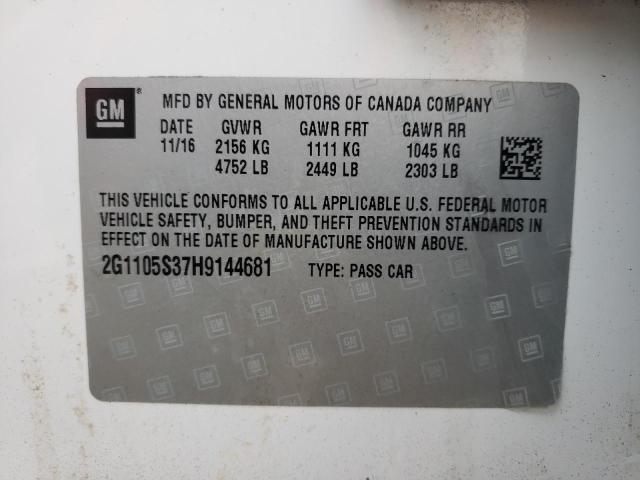 GM® MFD BY GENERAL MOTORS OF CANADA COMPANY
DATE GVWR GAWR FRT GAWR RR
11/16 2156 KG 1111 KG 1045 KG
4752 LB 2449 LB 2303 LB
THIS VEHICLE CONFORMS TO ALL APPLICABLE U.S. FEDERAL MOTOR
VEHICLE SAFETY, BUMPER, AND THEFT PREVENTION STANDARDS IN
EFFECT ON THE DATE OF MANUFACTURE SHOWN ABOVE.
2G1105S37H9144681 TYPE: PASS CAR